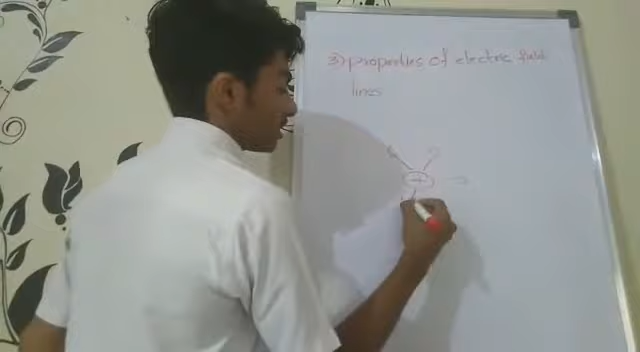 3) properties of electric field
lines
+